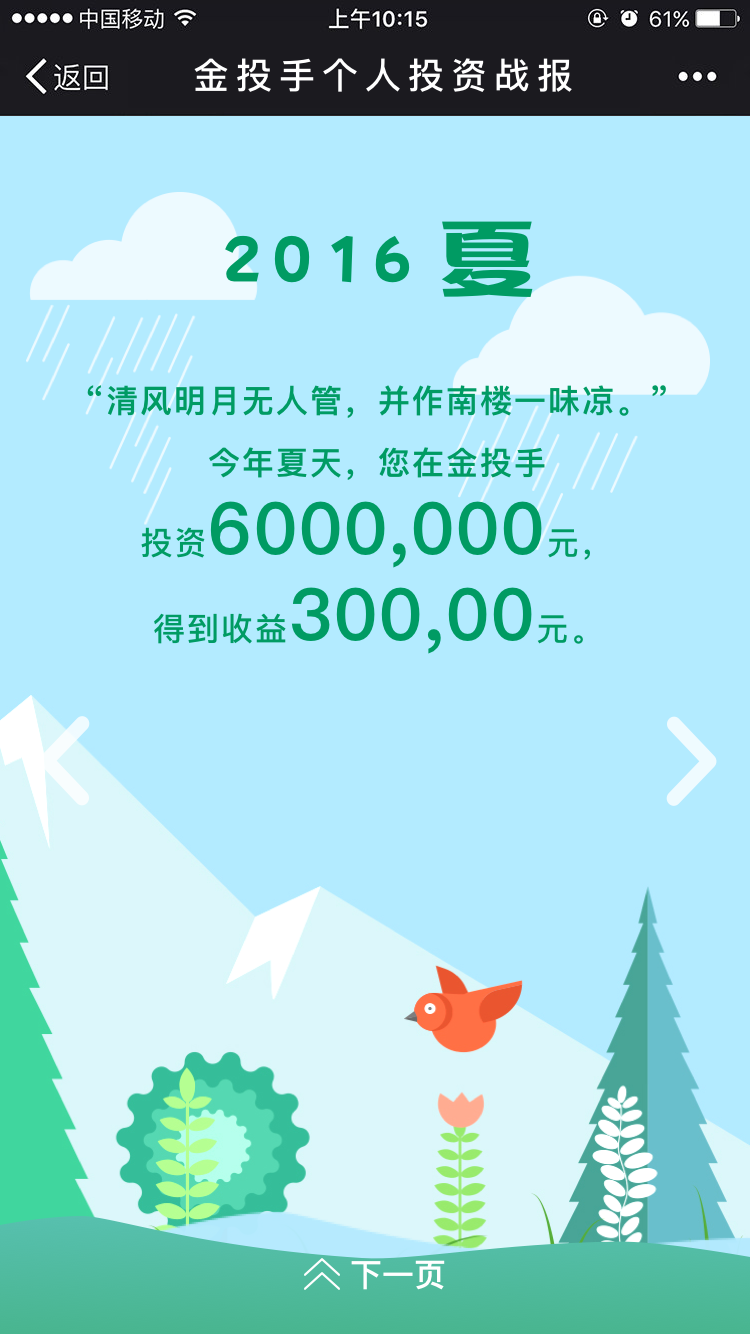 中国移动 上午10:15 61%
返回 金投手个人投资战报
2016 夏
“清风明月无人管，并作南楼一味凉。”
今年夏天，您在金投手
投资6000,000元，
得到收益300,00元。
下一页